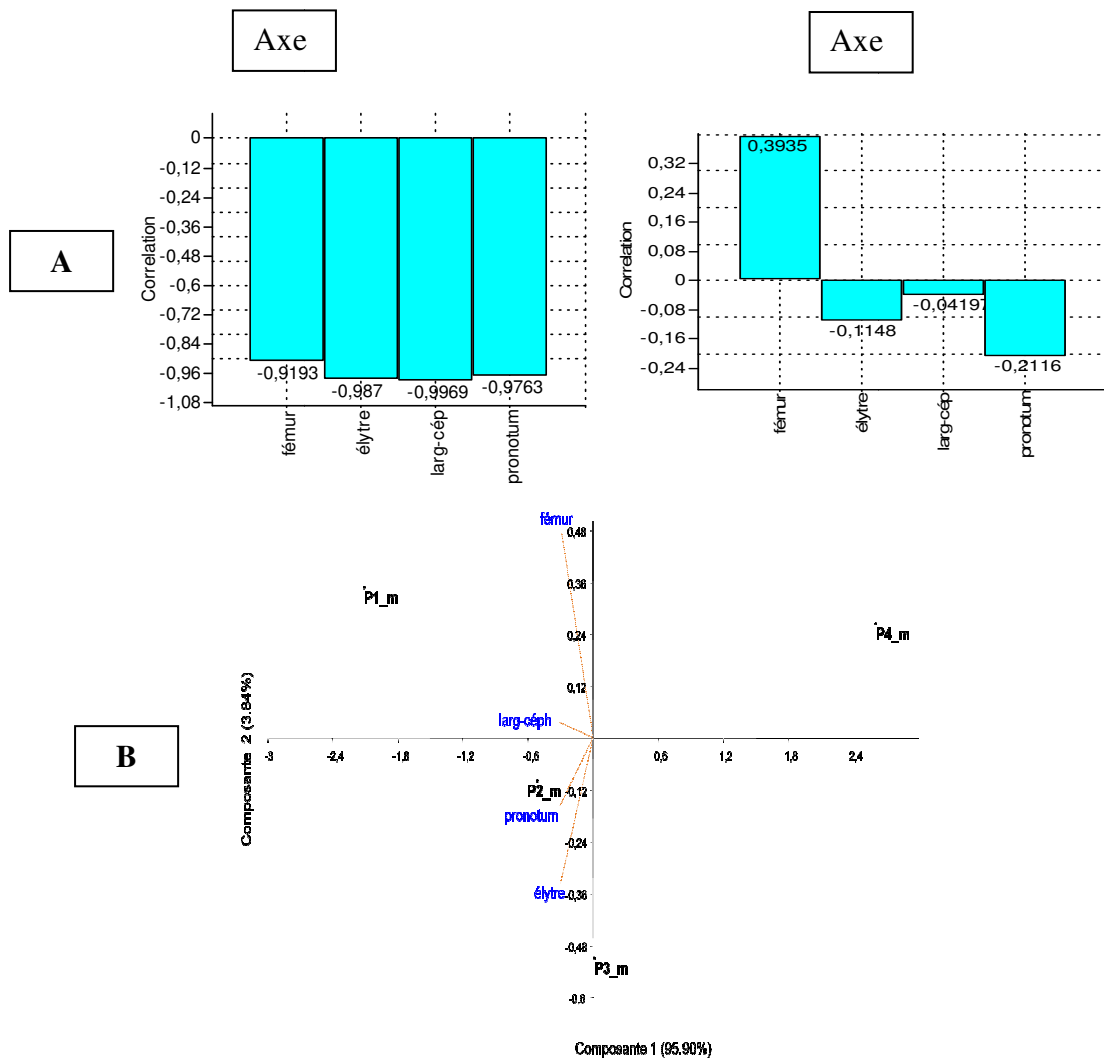 Axe
Axe
A
Correlation
0
-0,12
-0,24
-0,36
-0,48
-0,6
-0,72
-0,84
-0,96
-1,08
-0,9193
-0,987
-0,9969
-0,9763
fémur
élytre
larg-cép
pronotum
Correlation
0,32
0,24
0,16
0,08
0
-0,08
-0,16
-0,24
0,3935
-0,1148
-0,04197
-0,2116
fémur
élytre
larg-cép
pronotum
B
Composante 2 (3.84%)
fémur
0,48
P1_m
0,36
0,24
P4_m
0,12
larg-céph
-3
-2,4
-1,8
-1,2
-0,6
0,6
1,2
1,8
2,4
P2_m
-0,12
pronotum
-0,24
élytre
-0,36
-0,48
P3_m
-0,6
Composante 1 (95.90%)